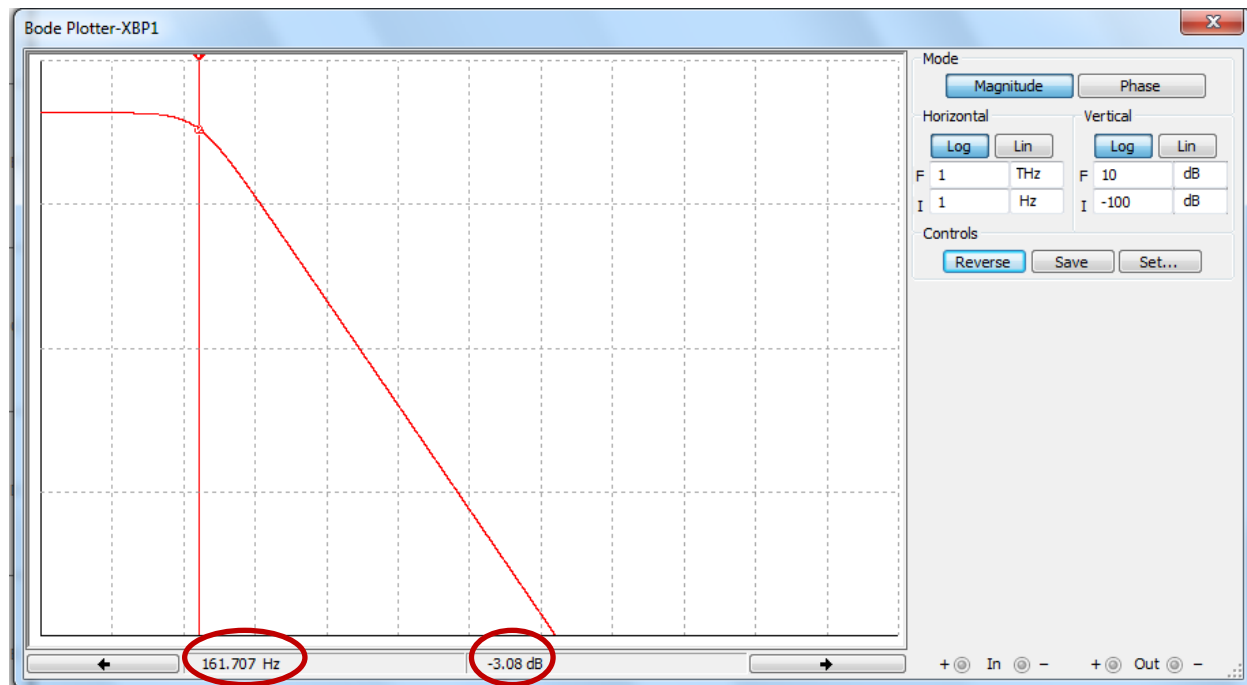 Bode Plotter-XBP1
x
Mode
Magnitude Phase
Horizontal Vertical
Log Lin Log Lin
F 1 THz F 10 dB
I 1 Hz I -100 dB
Controls
Reverse Save Set...
161.707 Hz -3.08 dB
+ In - + Out -